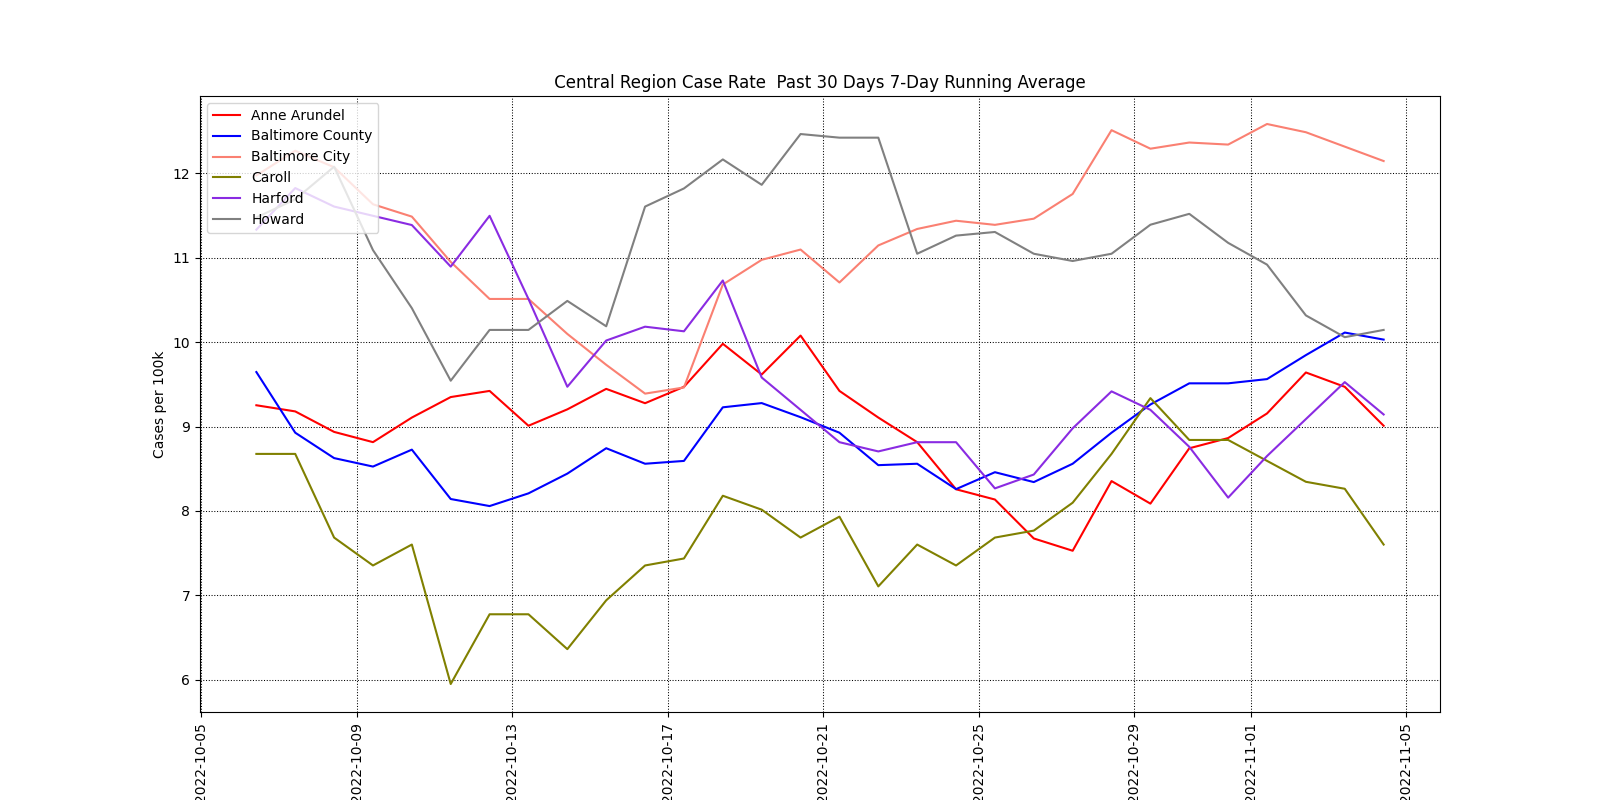 Central Region Case Rate  Past 30 Days 7-Day Running Average
Anne Arundel
Baltimore County
Baltimore City
Caroll
Harford
Howard
Cases per 100k
12
11
10
9
8
7
6
2022-10-05
2022-10-09
2022-10-13
2022-10-17
2022-10-21
2022-10-25
2022-10-29
2022-11-01
2022-11-05